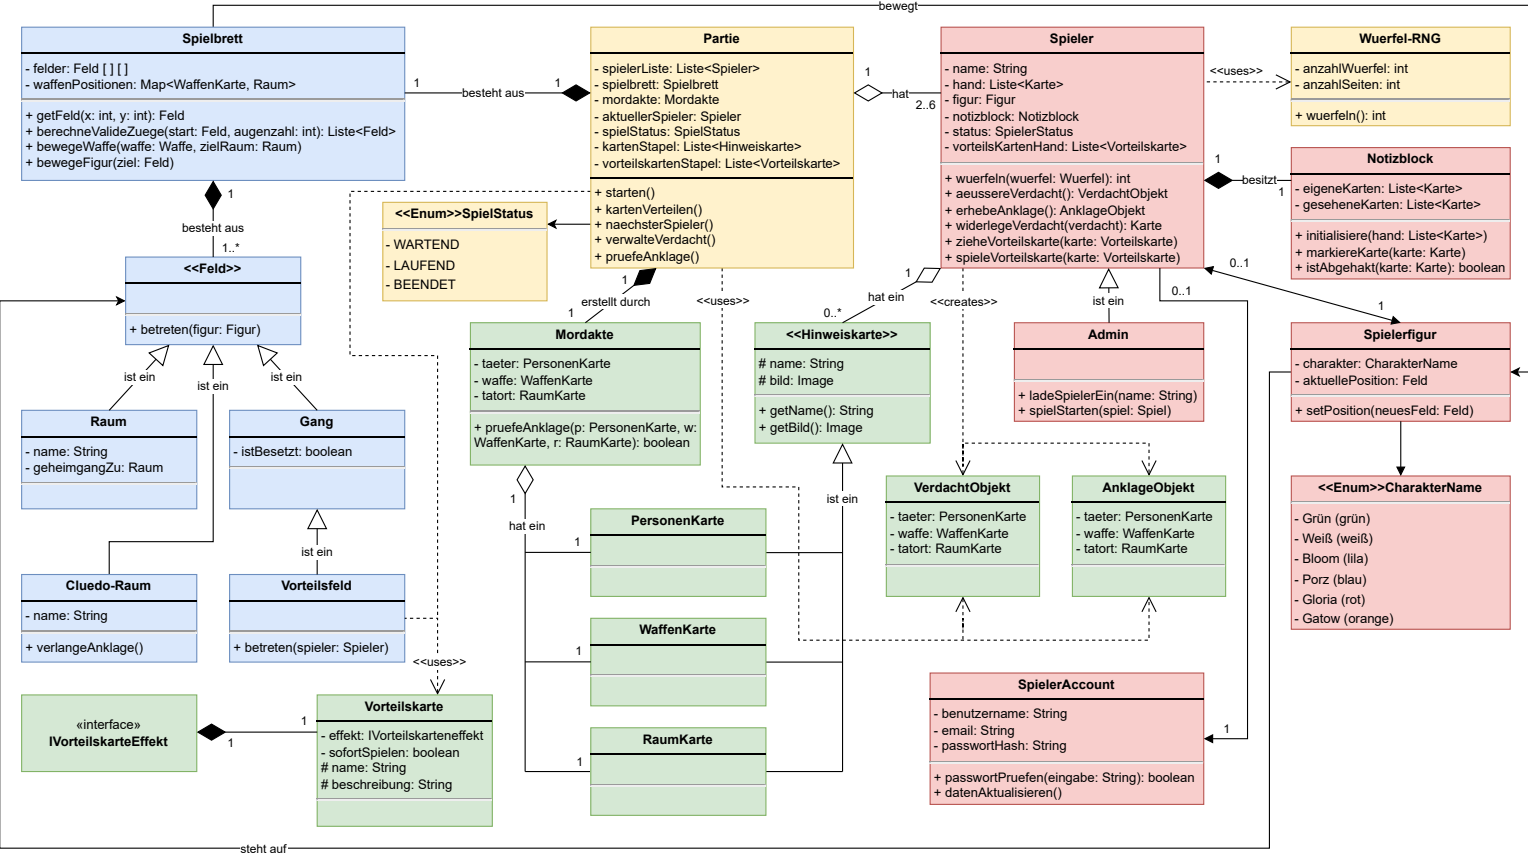 bewegt
Spielbrett
- felder: Feld [ ] [ ]
- waffenPositionen: Map<WaffenKarte, Raum>
+ getFeld(x: int, y: int): Feld
+ berechneValideZuege(start: Feld, augenzahl: int): Liste<Feld>
+ bewegeWaffe(waffe: Waffe, zielRaum: Raum)
+ bewegeFigur(ziel: Feld)
1
besteht aus
1
Partie
- spielerListe: Liste<Spieler>
- spielbrett: Spielbrett
- mordakte: Mordakte
- aktuellerSpieler: Spieler
- spielStatus: SpielStatus
- kartenStapel: Liste<Hinweiskarte>
- vorteilskartenStapel: Liste<Vorteilskarte>
+ starten()
+ kartenVerteilen()
+ naechsterSpieler()
+ verwalteVerdacht()
+ pruefeAnklage()
1
hat
2..6
Spieler
- name: String
- hand: Liste<Karte>
- figur: Figur
- notizblock: Notizblock
- status: SpielerStatus
- vorteilsKartenHand: Liste<Vorteilskarte>
+ wuerfeln(wuerfel: Wuerfel): int
+ aeussereVerdacht(): VerdachtObjekt
+ erhebeAnklage(): AnklageObjekt
+ widerlegeVerdacht(verdacht): Karte
+ zieheVorteilskarte(karte: Vorteilskarte)
+ spieleVorteilskarte(karte: Vorteilskarte)
<<uses>>
Wuerfel-RNG
- anzahlWuerfel: int
- anzahlSeiten: int
+ wuerfeln(): int
1
besitzt
1
Notizblock
- eigeneKarten: Liste<Karte>
- geseheneKarten: Liste<Karte>
+ initialisiere(hand: Liste<Karte>)
+ markiereKarte(karte: Karte)
+ istAbgehakt(karte: Karte): boolean
1
besteht aus
1..*
<<Enum>>SpielStatus
- WARTEND
- LAUFEND
- BEENDET
<<Feld>>
+ betreten(figur: Figur)
1
erstellt durch
1
<<uses>>
1
hat ein
0..*
<<creates>>
ist ein
0..1
0..1
1
Mordakte
- taeter: PersonenKarte
- waffe: WaffenKarte
- tatort: RaumKarte
+ pruefeAnklage(p: PersonenKarte, w:
WaffenKarte, r: RaumKarte): boolean
<<Hinweiskarte>>
# name: String
# bild: Image
+ getName(): String
+ getBild(): Image
Admin
+ ladeSpielerEin(name: String)
+ spielStarten(spiel: Spiel)
Spielerfigur
- charakter: CharakterName
- aktuellePosition: Feld
+ setPosition(neuesFeld: Feld)
ist ein
ist ein
ist ein
Raum
- name: String
- geheimgangZu: Raum
Gang
- istBesetzt: boolean
1
hat ein
ist ein
ist ein
VerdachtObjekt
- taeter: PersonenKarte
- waffe: WaffenKarte
- tatort: RaumKarte
AnklageObjekt
- taeter: PersonenKarte
- waffe: WaffenKarte
- tatort: RaumKarte
<<Enum>>CharakterName
- Grün (grün)
- Weiß (weiß)
- Bloom (lila)
- Porz (blau)
- Gloria (rot)
- Gatow (orange)
1
PersonenKarte
Cluedo-Raum
- name: String
+ verlangeAnklage()
Vorteilsfeld
+ betreten(spieler: Spieler)
<<uses>>
1
WaffenKarte
1
RaumKarte
SpielerAccount
- benutzername: String
- email: String
- passwortHash: String
+ passwortPruefen(eingabe: String): boolean
+ datenAktualisieren()
1
«interface»
IVorteilskarteEffekt
1
1
Vorteilskarte
- effekt: IVorteilskarteneffekt
- sofortSpielen: boolean
# name: String
# beschreibung: String
steht auf